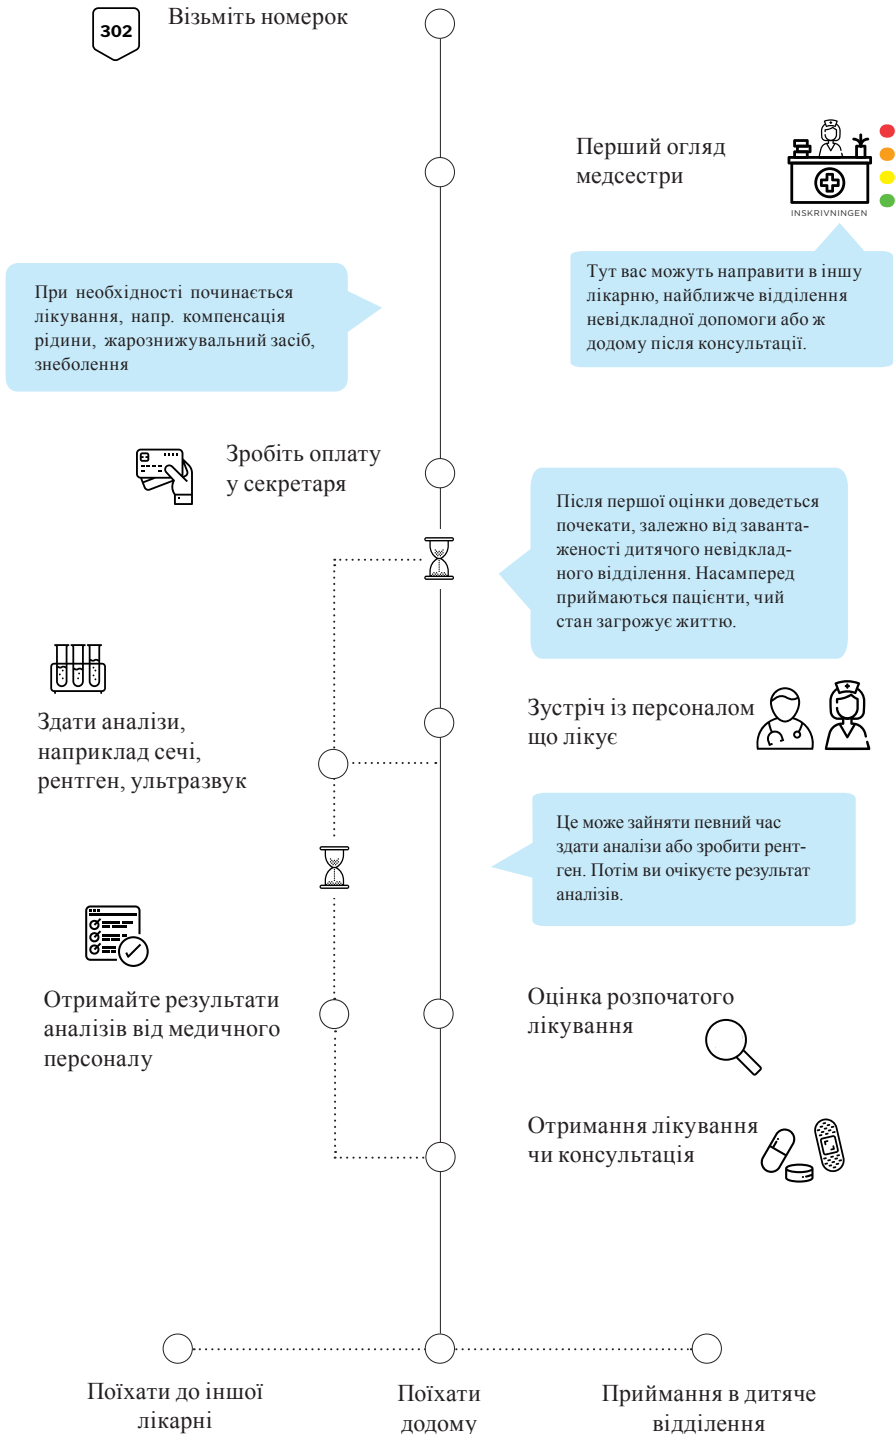 302
Візьміть номерок
Перший огляд
медсестри
INSKRIVNINGEN
Тут вас можуть направити в іншу
лікарню, найближче відділення
невідкладної допомоги або ж
додому після консультації.
При необхідності починається
лікування, напр. компенсація
рідини, жарознижувальний засіб,
знеболення
Зробіть оплату
у секретаря
Після першої оцінки доведеться
почекати, залежно від заванта-
женості дитячого невідклад-
ного відділення. Насамперед
приймаються пацієнти, чий
стан загрожує життю.
Зустріч із персоналом
що лікує
Здати аналізи,
наприклад сечі,
рентген, ультразвук
Це може зайняти певний час
здати аналізи або зробити рент-
ген. Потім ви очікуєте результат
аналізів.
Отримайте результати
аналізів від медичного
персоналу
Оцінка розпочатого
лікування
Отримання лікування
чи консультація
Поїхати до іншої
лікарні
Поїхати
додому
Приймання в дитяче
відділення